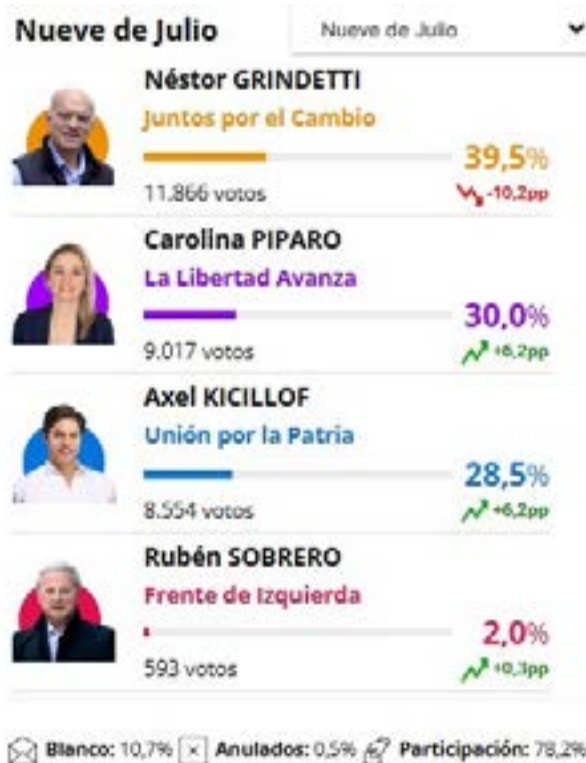 Nueve de Julio
Nueve de Julio
Néstor GRINDETTI
Juntos por el Cambio
39,5%
11.866 votos
-10,2pp
Carolina PIPARO
La Libertad Avanza
30,0%
9.017 votos
+6,2pp
Axel KICILLOF
Unión por la Patria
28,5%
8.554 votos
+6,2pp
Rubén SOBRERO
Frente de Izquierda
2,0%
593 votos
+0,3pp
Blanco: 10,7% Anulados: 0,5% Participación: 78,2%